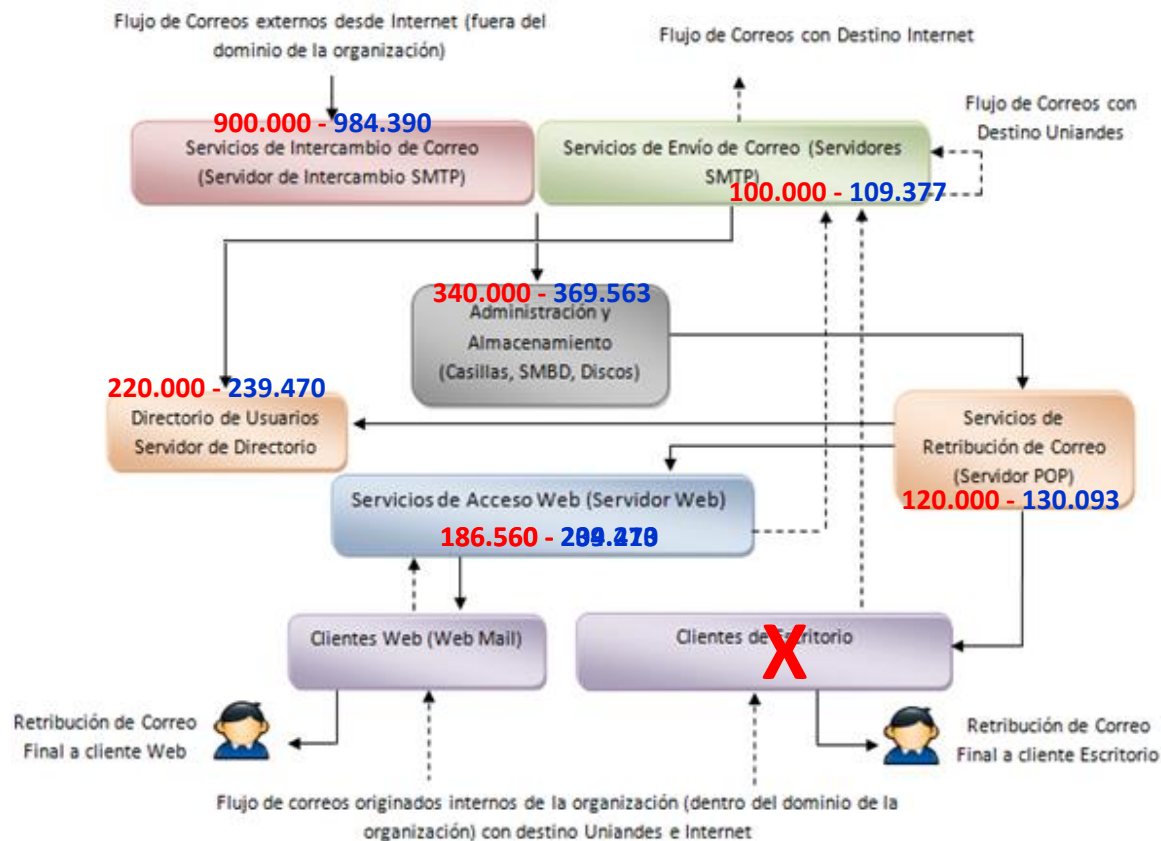 Flujo de Correos externos desde Internet (fuera del
dominio de la organización)
Flujo de Correos con Destino Internet
Flujo de Correos con
Destino Uniandes
900.000 - 984.390
Servicios de Intercambio de Correo
(Servidor de Intercambio SMTP)
Servicios de Envío de Correo (Servidores
SMTP)
100.000 - 109.377
340.000 - 369.563
Administración y
Almacenamiento
(Casillas, SMBD, Discos)
220.000 - 239.470
Directorio de Usuarios
Servidor de Directorio
Servicios de
Retribución de Correo
(Servidor POP)
120.000 - 130.093
Servicios de Acceso Web (Servidor Web)
186.560 -
Clientes Web (Web Mail)
Clientes de Escritorio
X
Retribución de Correo
Final a cliente Web
Retribución de Correo
Final a cliente Escritorio
Flujo de correos originados internos de la organización (dentro del dominio de la
organización) con destino Uniandes e Internet